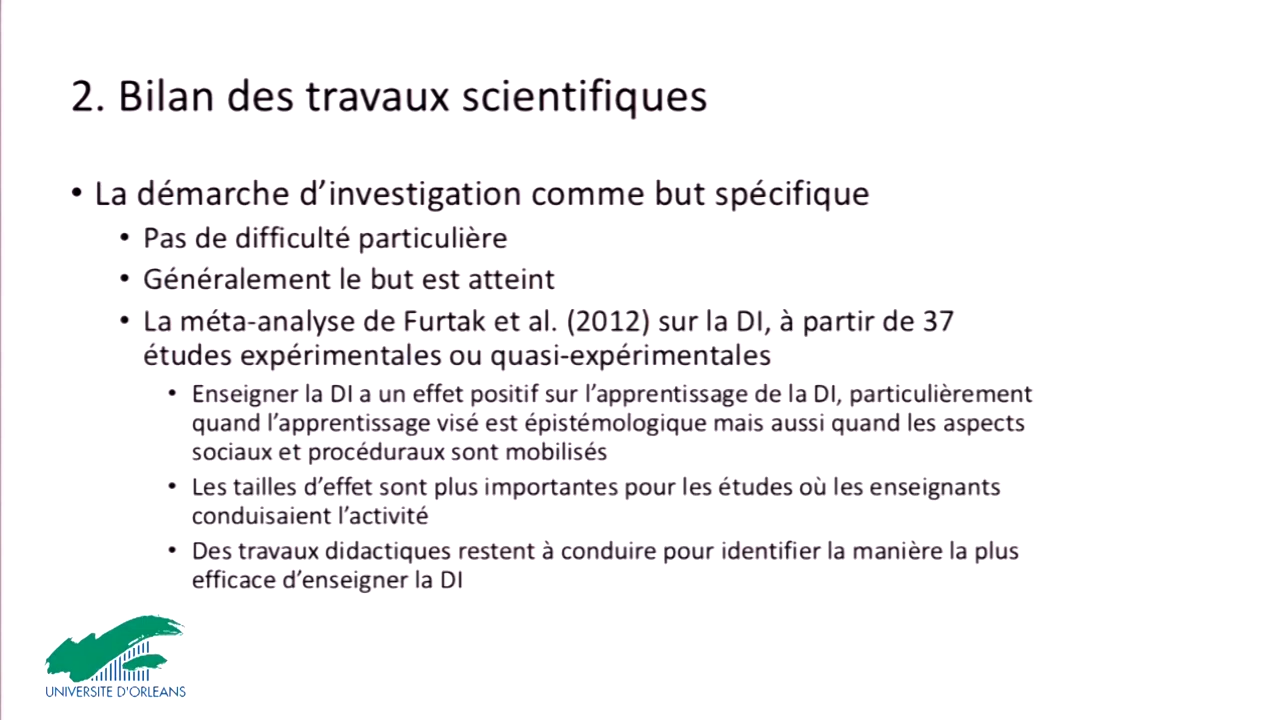 2. Bilan des travaux scientifiques
• La démarche d’investigation comme but spécifique
• Pas de difficulté particulière
• Généralement le but est atteint
• La méta-analyse de Furtak et al. (2012) sur la DI, à partir de 37
études expérimentales ou quasi-expérimentales
• Enseigner la DI a un effet positif sur l’apprentissage de la DI, particulièrement
quand l’apprentissage visé est épistémologique mais aussi quand les aspects
sociaux et procéduraux sont mobilisés
• Les tailles d’effet sont plus importantes pour les études où les enseignants
conduisaient l’activité
• Des travaux didactiques restent à conduire pour identifier la manière la plus
efficace d’enseigner la DI
UNIVERSITE D'ORLEANS